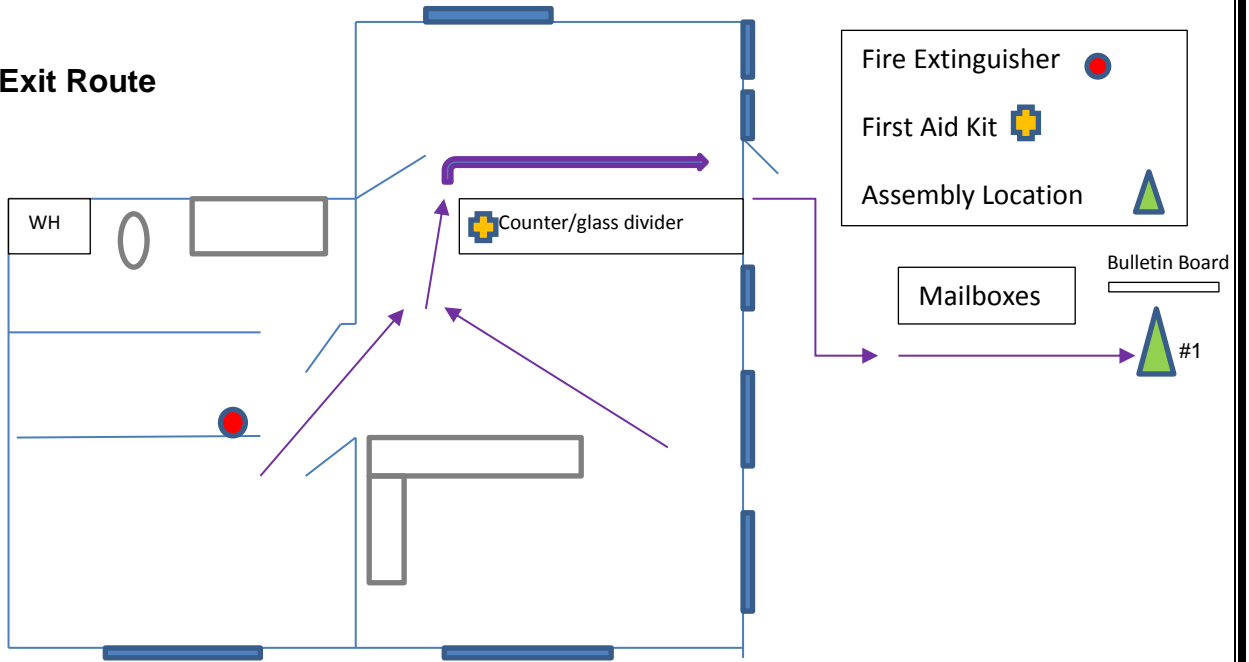 Exit Route
Fire Extinguisher
First Aid Kit
Assembly Location
WH
Counter/glass divider
Mailboxes
Bulletin Board
#1